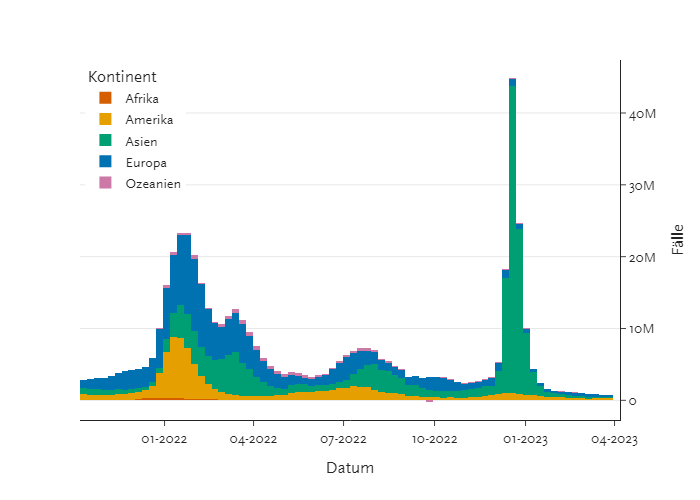 Kontinent
Afrika
Amerika
Asien
Europa
Ozeanien
40M
30M
20M
10M
0
Fälle
01-2022 04-2022 07-2022 10-2022 01-2023 04-2023
Datum